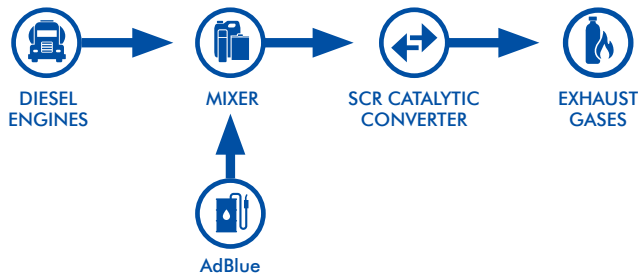 DIESEL
ENGINES
MIXER
SCR CATALYTIC
CONVERTER
EXHAUST
GASES
AdBlue